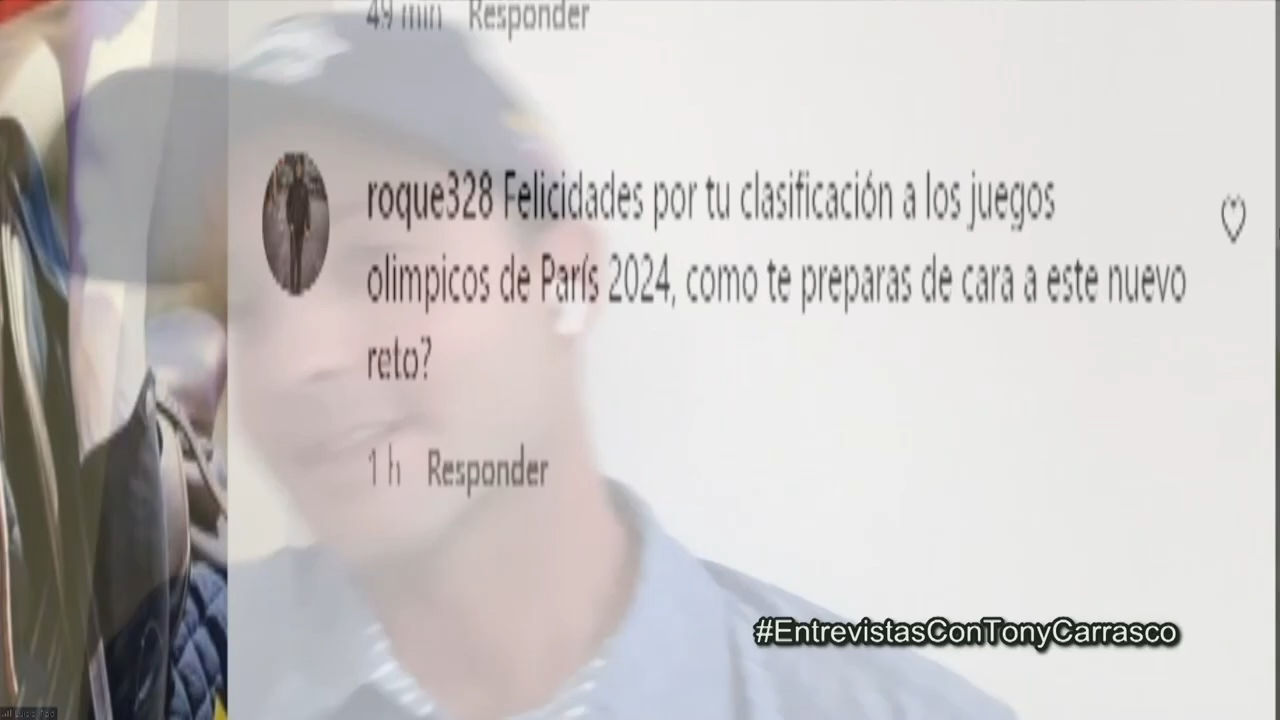 49 min Responder
roque328 Felicidades por tu clasificación a los juegos
olimpicos de París 2024, como te preparas de cara a este nuevo
reto?
1 h Responder
#EntrevistasConTonyCarrasco